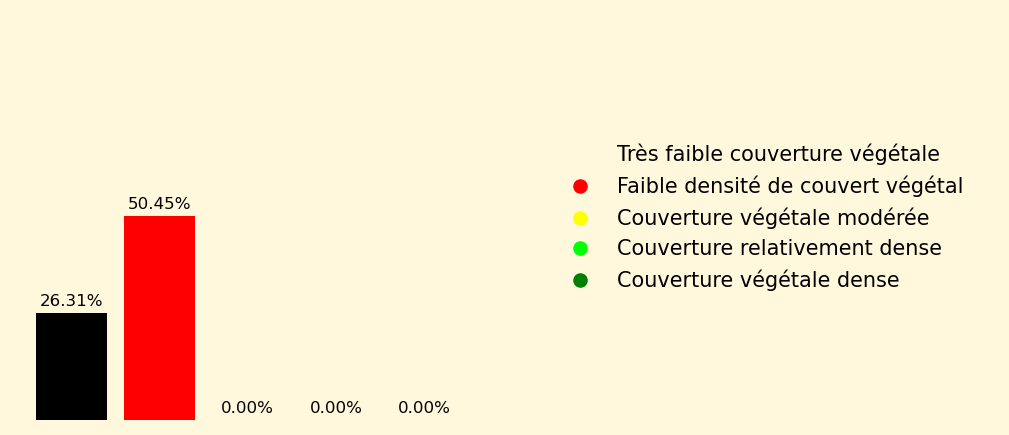 Très faible couverture végétale
Faible densité de couvert végétal
50.45%
Couverture végétale modérée
Couverture relativement dense
Couverture végétale dense
26.31%
0.00% 0.00% 0.00%